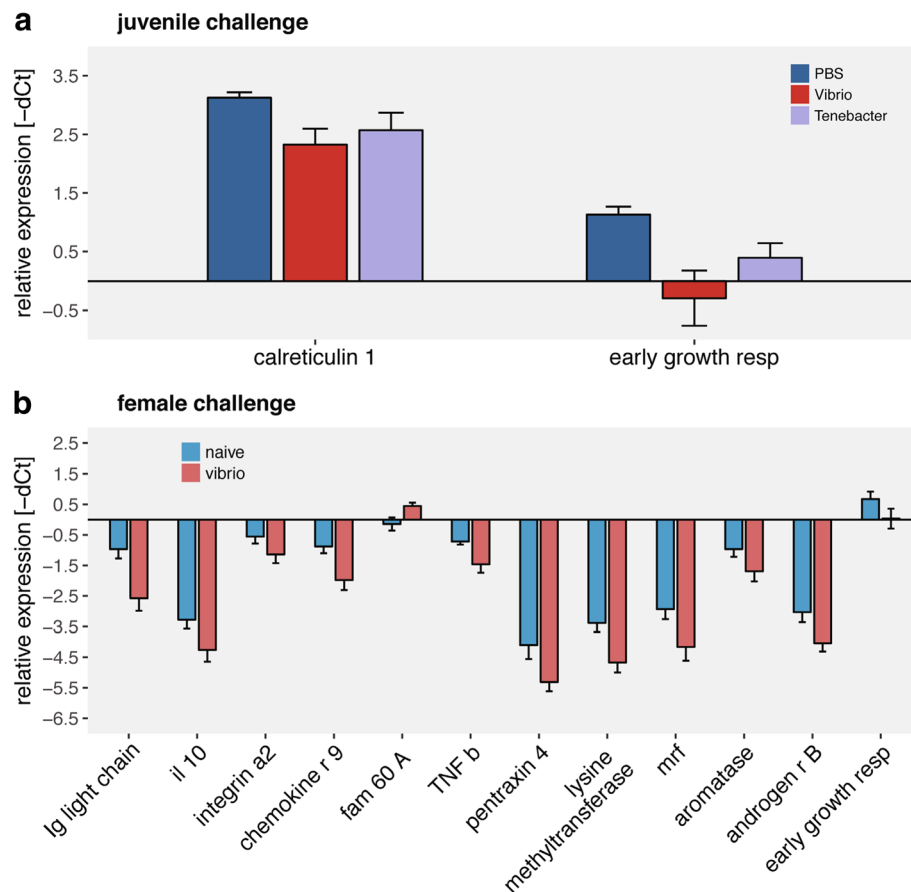 a
juvenile challenge
relative expression [−dCt]
3.5
2.5
1.5
0.5
−0.5
PBS
Vibrio
Tenebacter
calreticulin 1
early growth resp
b
female challenge
relative expression [−dCt]
2.5
1.5
0.5
−0.5
−1.5
−2.5
−3.5
−4.5
−5.5
−6.5
naive
vibrio
Ig light chain
il 10
integrin a2
chemokine r 9
fam 60 A
TNF b
pentraxin 4
lysine
methyltransferase
mrf
aromatase
androgen r B
early growth resp